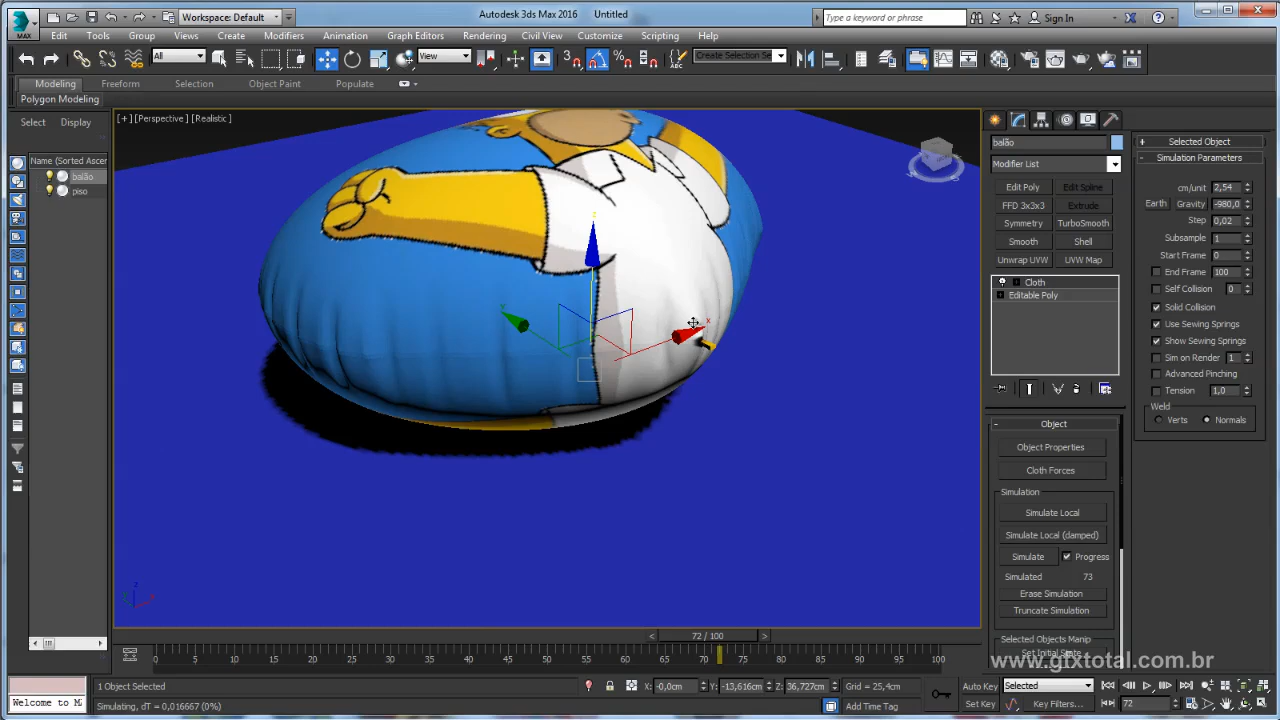 MAX
Workspace: Default
Autodesk 3ds Max 2016
Untitled
Type a keyword or phrase
Sign In
Edit
Tools
Group
Views
Create
Modifiers
Animation
Graph Editors
Rendering
Civil View
Customize
Scripting
Help
All
View
Create Selection Se
Modeling
Freeform
Selection
Object Paint
Populate
Polygon Modeling
Select
Display
Name (Sorted Ascen
balão
piso
[+] [Perspective] [Realistic]
z
y
x
z
72 / 100
balão
Modifier List
Edit Poly
Edit Spline
FFD 3x3x3
Extrude
Symmetry
TurboSmooth
Smooth
Shell
Unwrap UVW
UVW Map
Cloth
Editable Poly
Object
Object Properties
Cloth Forces
Simulation
Simulate Local
Simulate Local (damped)
Simulate
Progress
Simulated 73
Erase Simulation
Truncate Simulation
Selected Objects Manip
Set Initial State
Selected Object
Simulation Parameters
cm/unit 2,54
Earth Gravity -980,0
Step 0,02
Subsample 1
Start Frame 0
End Frame 100
Self Collision 0
Solid Collision
Use Sewing Springs
Show Sewing Springs
Sim on Render 1
Advanced Pinching
Tension 1,0
Weld
Verts
Normals
0 5 10 15 20 25 30 35 40 45 50 55 60 65 70 75 80 85 90 95 100
www.gfxtotal.com.br
1 Object Selected
X: -0,0cm
Y: -13,616cm
Z: 36,727cm
Grid = 25,4cm
Auto Key
Selected
Welcome to M
Simulating, dT = 0,016667 (0%)
Add Time Tag
Set Key
Key Filters...
72